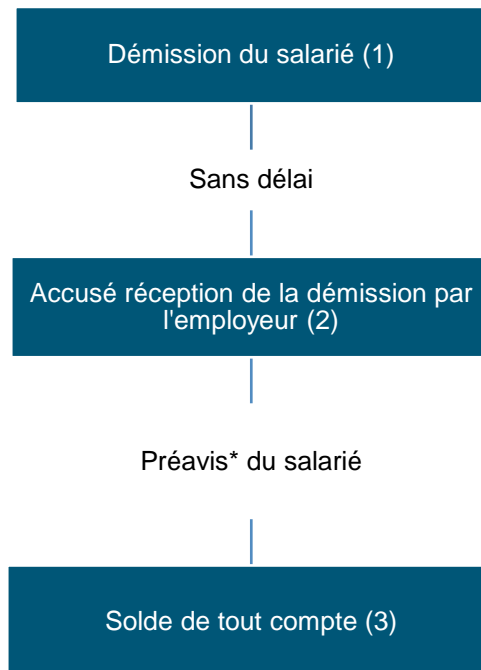 Démission du salarié (1)
Sans délai
Accusé réception de la démission par
l'employeur (2)
Préavis* du salarié
Solde de tout compte (3)